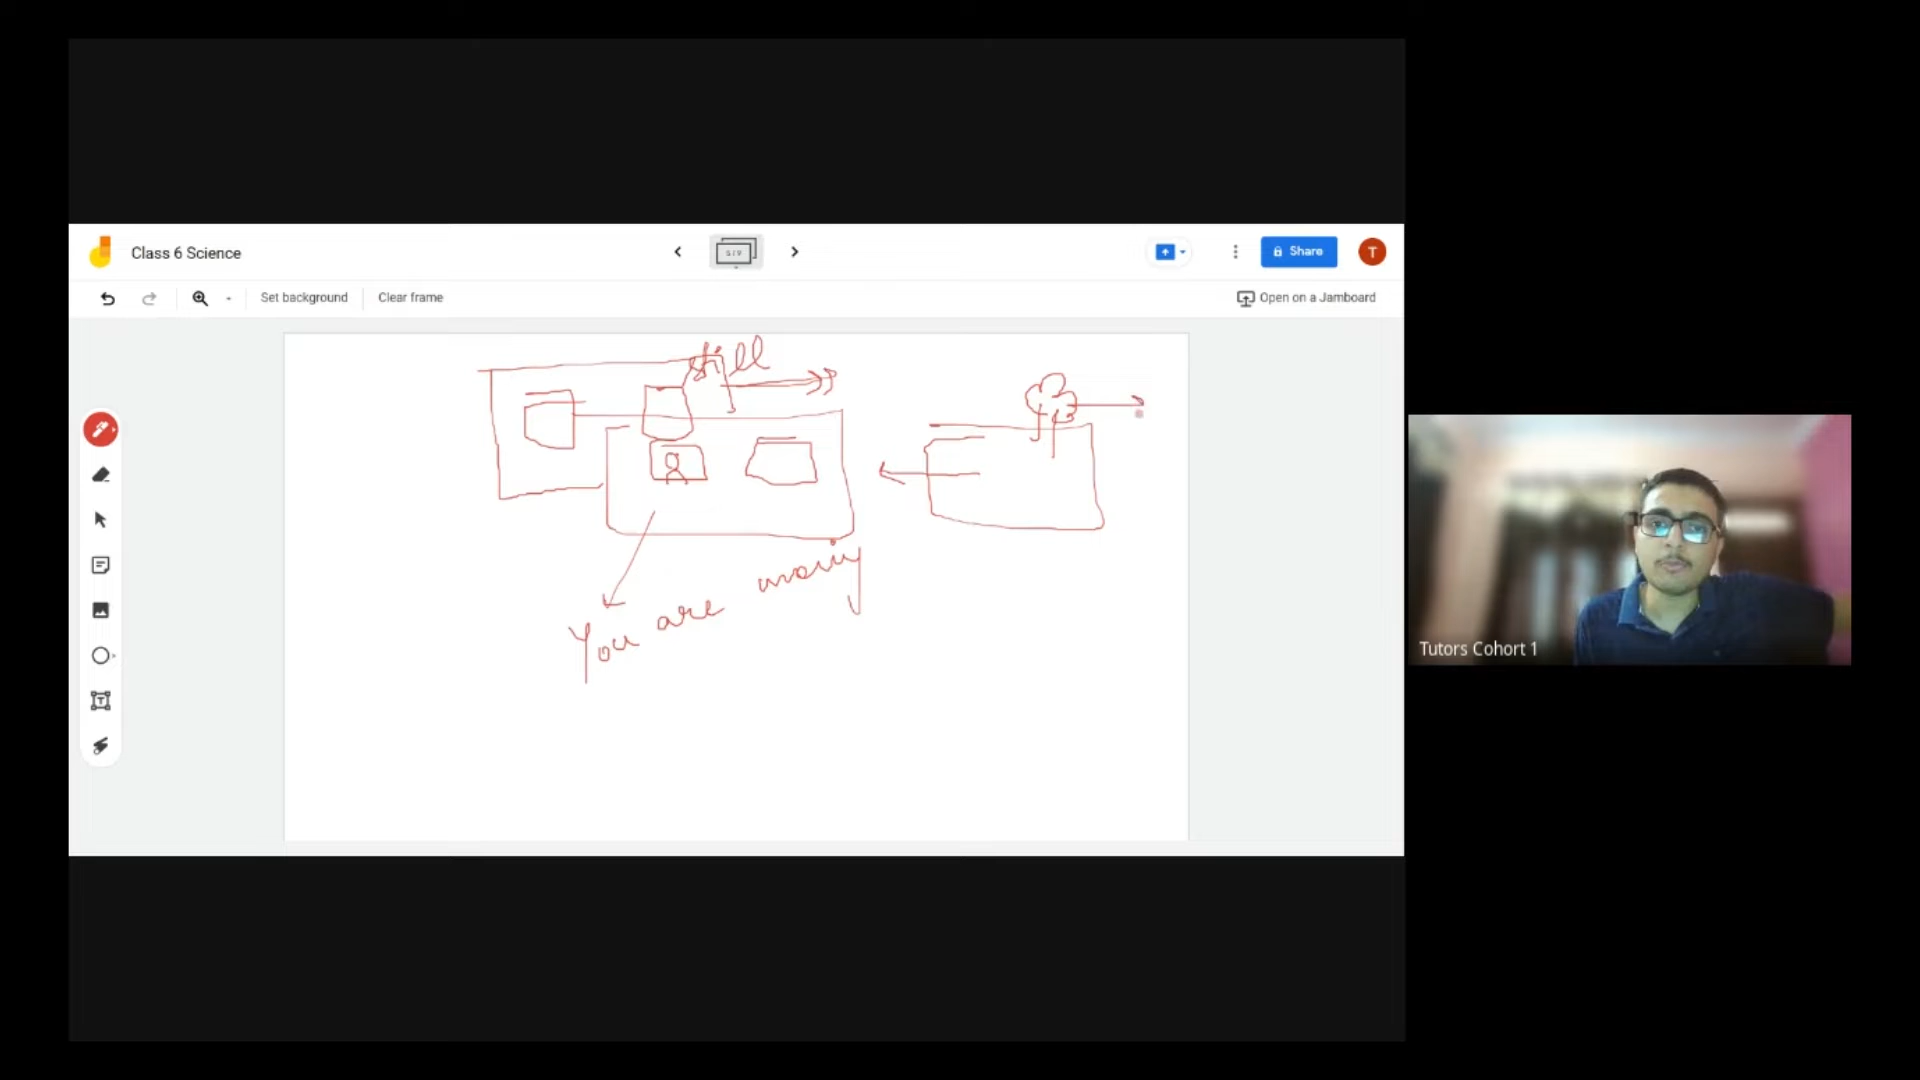 Class 6 Science
Share
T
Set background
Clear frame
Open on a Jamboard
still
You are moving
Tutors Cohort 1